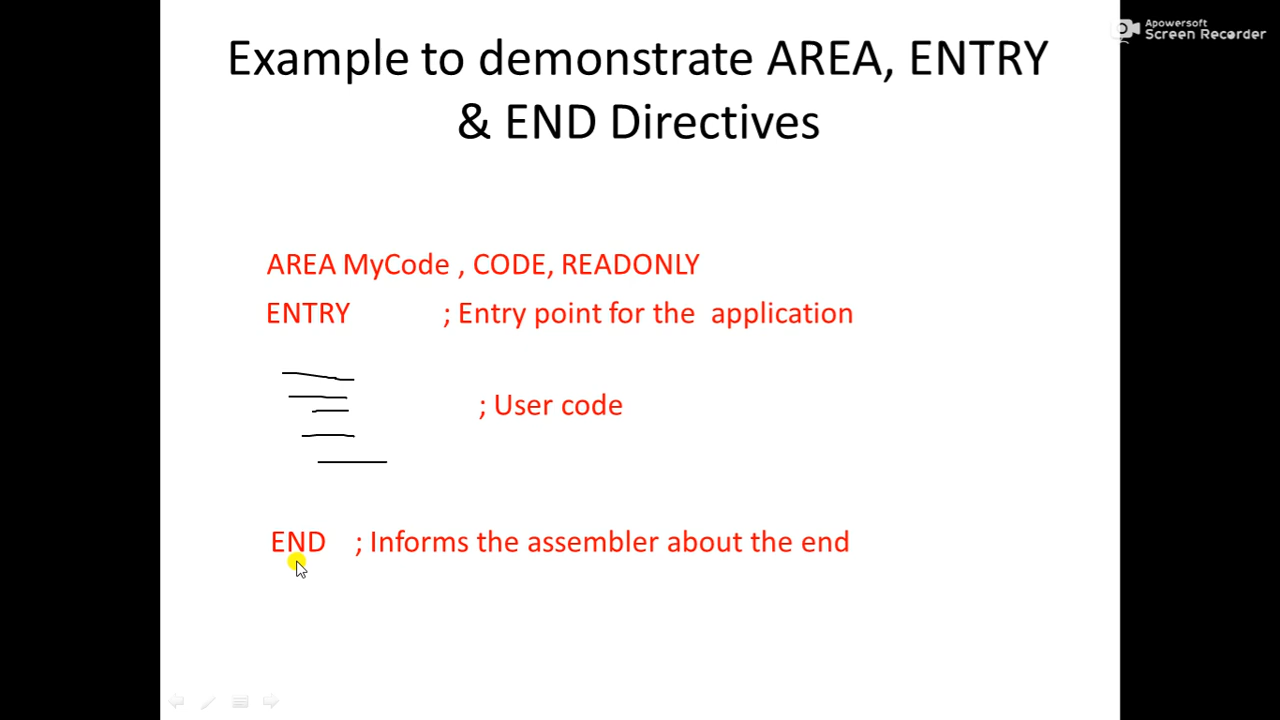 Apowersoft
Screen Recorder
Example to demonstrate AREA, ENTRY
& END Directives
AREA MyCode , CODE, READONLY
ENTRY ; Entry point for the application
; User code
END ; Informs the assembler about the end